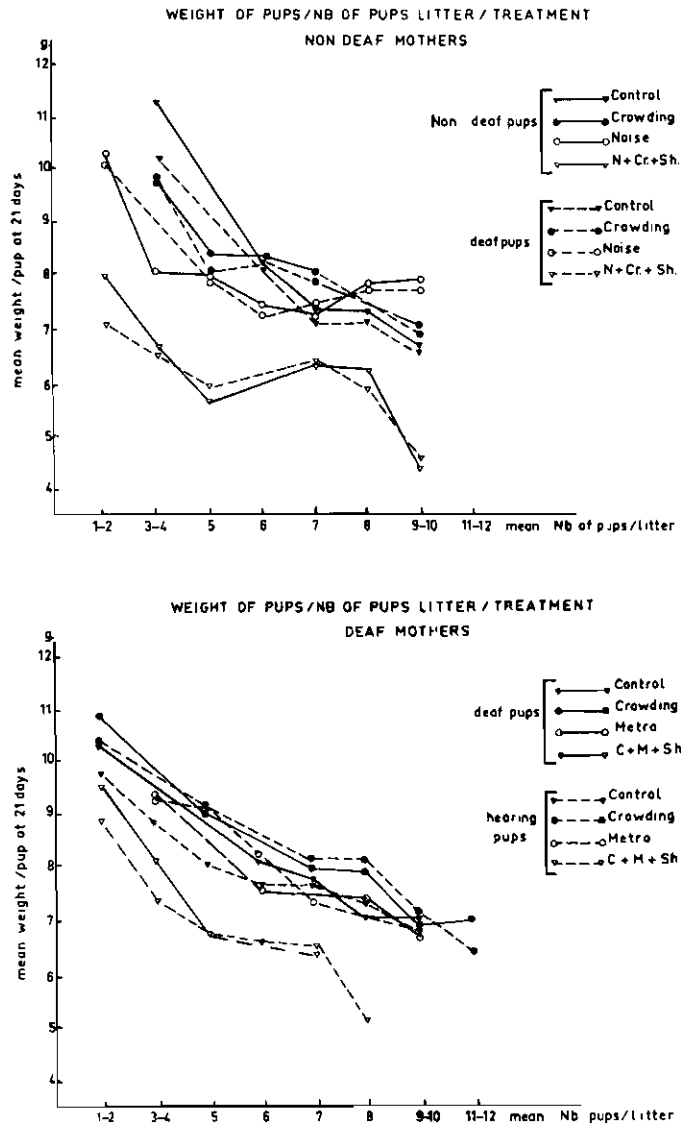 WEIGHT OF PUPS/NB OF PUPS LITTER/TREATMENT
NON DEAF MOTHERS
g
12
11
10
9
8
7
6
5
4
mean weight/pup at 21 days
Non deaf pups
Control
Crowding
Noise
N+Cr.+Sh.
deaf pups
Control
Crowding
Noise
N+Cr.+Sh.
1-2 3-4 5 6 7 8 9-10 11-12 mean Nb of pups/litter
WEIGHT OF PUPS/NB OF PUPS LITTER/TREATMENT
DEAF MOTHERS
g
12
11
10
9
8
7
6
5
4
mean weight/pup at 21 days
deaf pups
Control
Crowding
Metro
C+M+Sh
hearing pups
Control
Crowding
Metro
C+M+Sh
1-2 3-4 5 6 7 8 9-10 11-12 mean Nb pups/litter